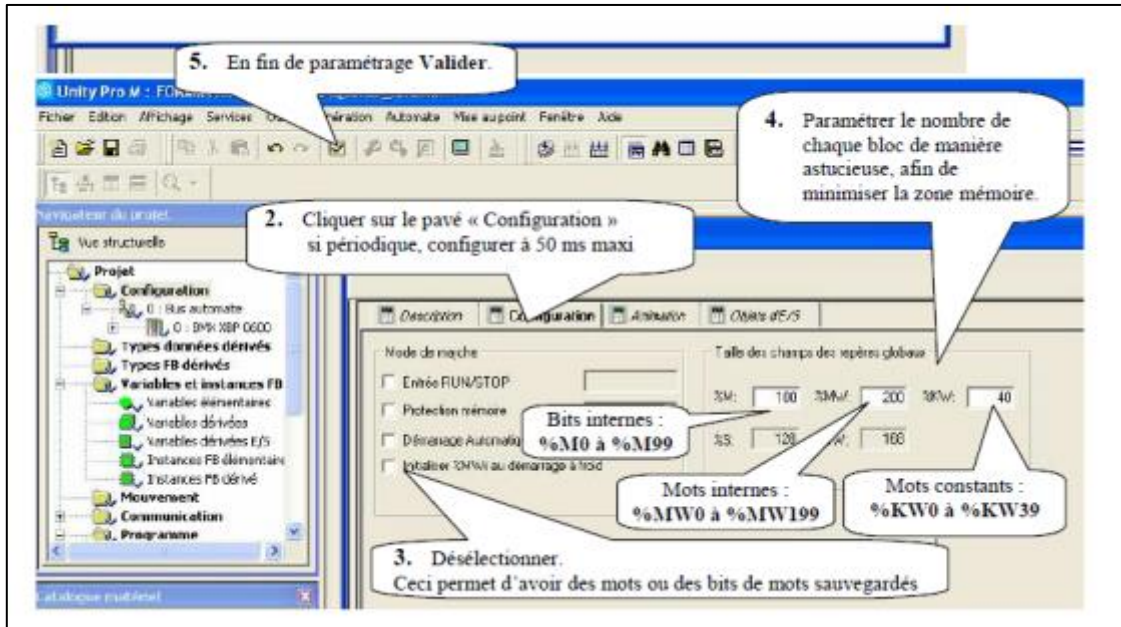 5. En fin de paramétrage Valider.
Unity Pro M :
Fichier Edition Affichage Services Automate Mise au point Fenêtre Aide
4. Paramétrer le nombre de
chaque bloc de manière
astucieuse, afin de
minimiser la zone mémoire.
Navigateur du projet
2. Cliquer sur le pavé « Configuration »
si périodique, configurer à 50 ms maxi
Vue structurelle
Projet
Configuration
0 : Bus automate
0 : BMX XBP 0600
Types données dérivés
Types FB dérivés
Variables et instances FB
Variables élémentaires
Variables dérivées
Variables dérivées E/S
Instances FB élémentaire
Instances FB dérivé
Mouvement
Communication
Programme
Description Configuration Animation Objets d'E/S
Mode de marche
Entrée RUN/STOP
Protection mémoire
Démarrage Automatiq
Initialiser %MWi au démarrage à froid
Taille des champs des repères globaux
%M: 100 %MW: 200 %KW: 40
%S: 128 168
Bits internes :
%M0 à %M99
Mots internes :
%MW0 à %MW199
Mots constants :
%KW0 à %KW39
3. Désélectionner.
Ceci permet d´avoir des mots ou des bits de mots sauvegardés
Catalogue matériel